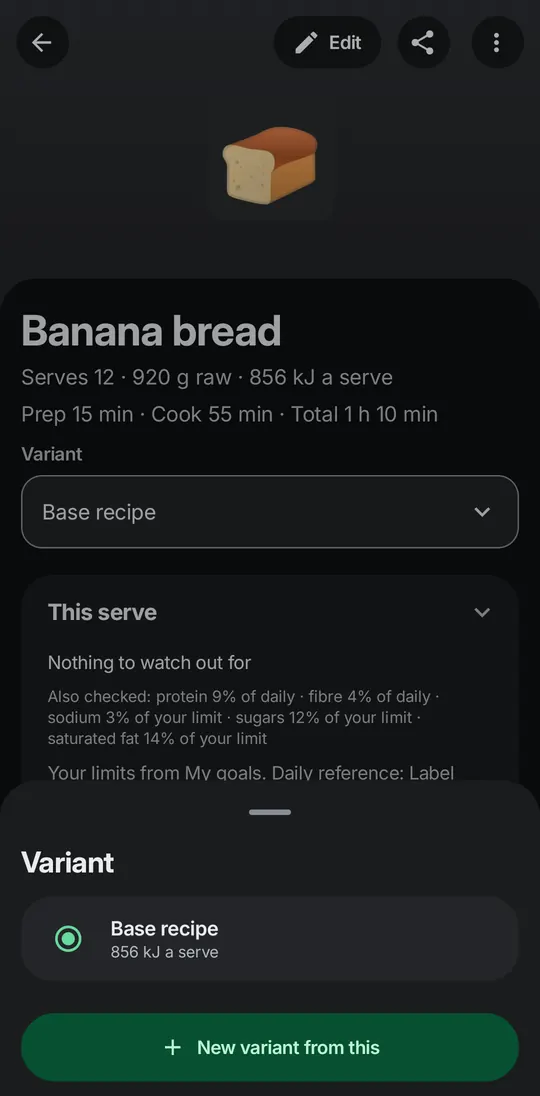 Edit
Banana bread
Serves 12 · 920 g raw · 856 kJ a serve
Prep 15 min · Cook 55 min · Total 1 h 10 min
Variant
Base recipe
This serve
Nothing to watch out for
Also checked: protein 9% of daily · fibre 4% of daily ·
sodium 3% of your limit · sugars 12% of your limit ·
saturated fat 14% of your limit
Your limits from My goals. Daily reference: Label
Variant
Base recipe
856 kJ a serve
New variant from this